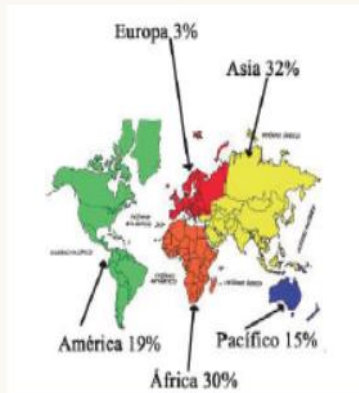 Europa 3%
Asia 32%
América 19%
Pacífico 15%
África 30%